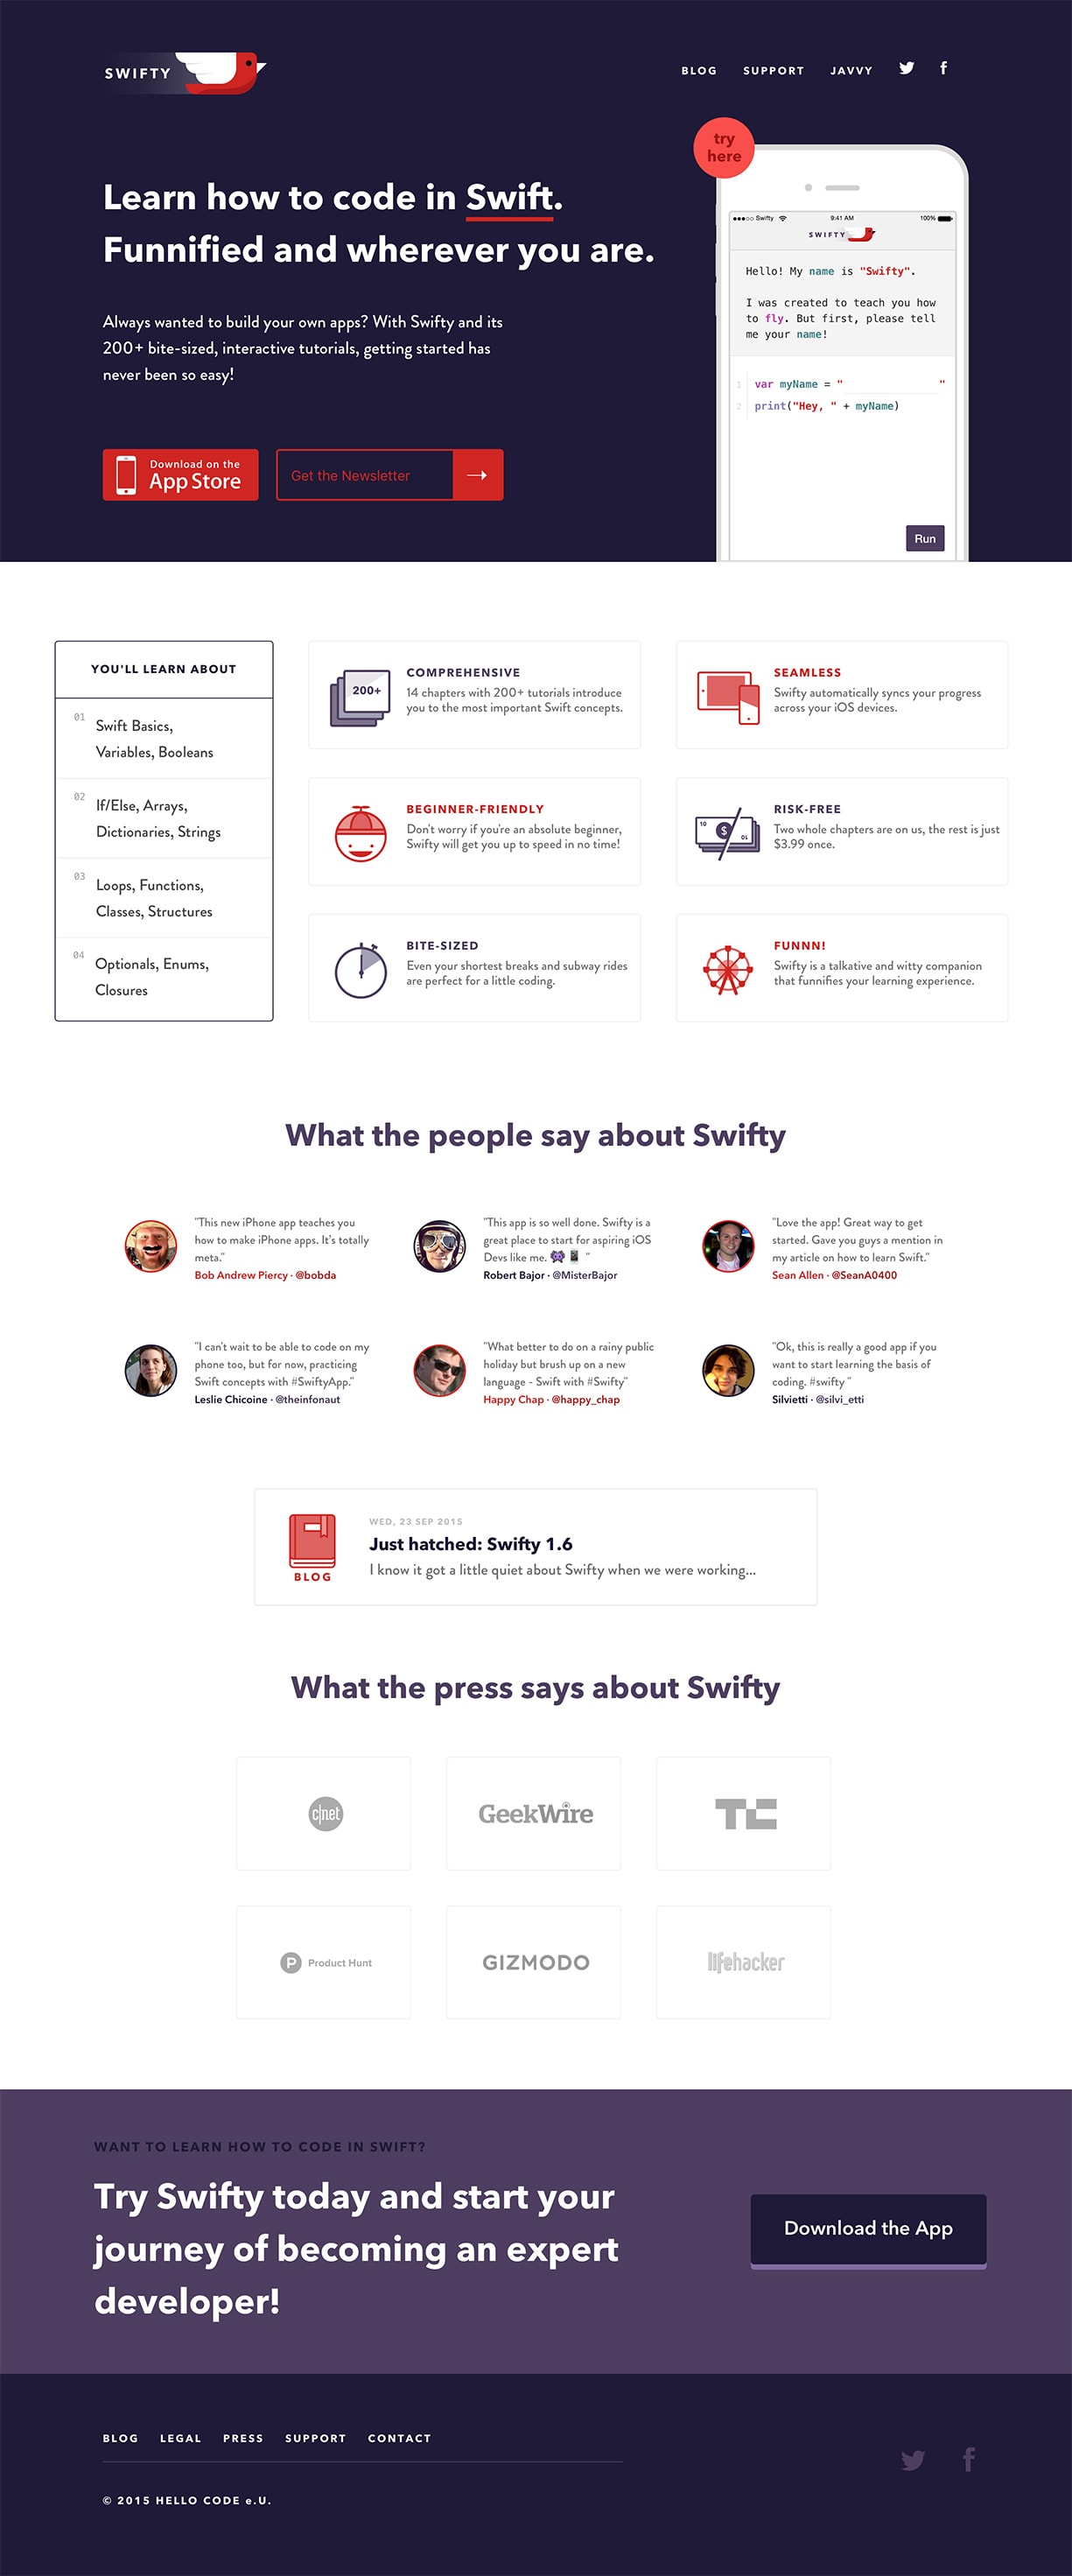 SWIFTY
BLOG SUPPORT JAVVY
try
here
Learn how to code in Swift.
Funnified and wherever you are.
Always wanted to build your own apps? With Swifty and its
200+ bite-sized, interactive tutorials, getting started has
never been so easy!
Download on the
App Store
Get the Newsletter
Swifty 9:41 AM 100%
SWIFTY
Hello! My name is "Swifty".
I was created to teach you how
to fly. But first, please tell
me your name!
1 var myName = " "
2 print("Hey, " + myName)
Run
YOU'LL LEARN ABOUT
01 Swift Basics,
Variables, Booleans
02 If/Else, Arrays,
Dictionaries, Strings
03 Loops, Functions,
Classes, Structures
04 Optionals, Enums,
Closures
200+
COMPREHENSIVE
14 chapters with 200+ tutorials introduce
you to the most important Swift concepts.
SEAMLESS
Swifty automatically syncs your progress
across your iOS devices.
BEGINNER-FRIENDLY
Don't worry if you're an absolute beginner,
Swifty will get you up to speed in no time!
10 $ 10
RISK-FREE
Two whole chapters are on us, the rest is just
$3.99 once.
BITE-SIZED
Even your shortest breaks and subway rides
are perfect for a little coding.
FUNNN!
Swifty is a talkative and witty companion
that funnifies your learning experience.
What the people say about Swifty
"This new iPhone app teaches you
how to make iPhone apps. It's totally
meta."
Bob Andrew Piercy · @bobda
"This app is so well done. Swifty is a
great place to start for aspiring iOS
Devs like me. 👾 📱 "
Robert Bajor · @MisterBajor
"Love the app! Great way to get
started. Gave you guys a mention in
my article on how to learn Swift."
Sean Allen · @SeanA0400
"I can't wait to be able to code on my
phone too, but for now, practicing
Swift concepts with #SwiftyApp."
Leslie Chicoine · @theinfonaut
"What better to do on a rainy public
holiday but brush up on a new
language - Swift with #Swifty"
Happy Chap · @happy_chap
"Ok, this is really a good app if you
want to start learning the basis of
coding. #swifty "
Silvietti · @silvi_etti
BLOG
WED, 23 SEP 2015
Just hatched: Swifty 1.6
I know it got a little quiet about Swifty when we were working...
What the press says about Swifty
c|net
GeekWire
TC
P Product Hunt
GIZMODO
lifehacker
WANT TO LEARN HOW TO CODE IN SWIFT?
Try Swifty today and start your
journey of becoming an expert
developer!
Download the App
BLOG LEGAL PRESS SUPPORT CONTACT
© 2015 HELLO CODE e.U.